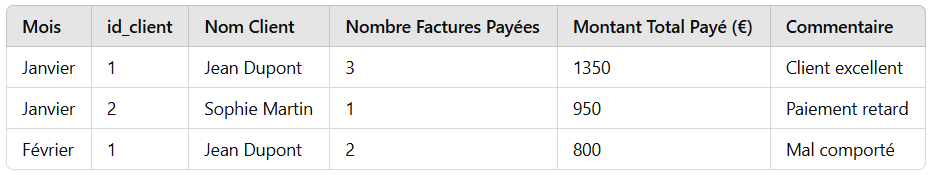 Mois id_client Nom Client Nombre Factures Payées Montant Total Payé (€) Commentaire
Janvier 1 Jean Dupont 3 1350 Client excellent
Janvier 2 Sophie Martin 1 950 Paiement retard
Février 1 Jean Dupont 2 800 Mal comporté